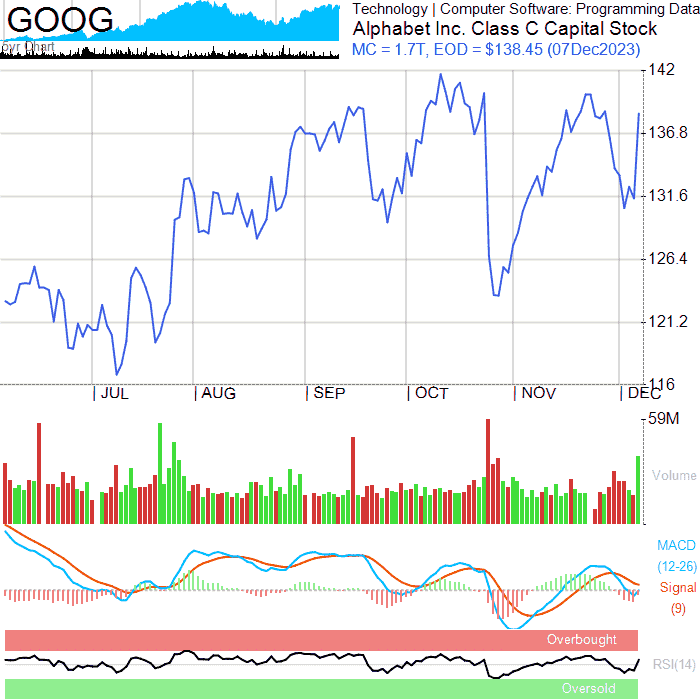 GOOG
5yr Chart
Technology | Computer Software: Programming Data
Alphabet Inc. Class C Capital Stock
MC = 1.7T, EOD = $138.45 (07Dec2023)
142
136.8
131.6
126.4
121.2
116
JUL
AUG
SEP
OCT
NOV
DEC
59M
Volume
MACD
(12-26)
Signal
(9)
Overbought
RSI(14)
Oversold